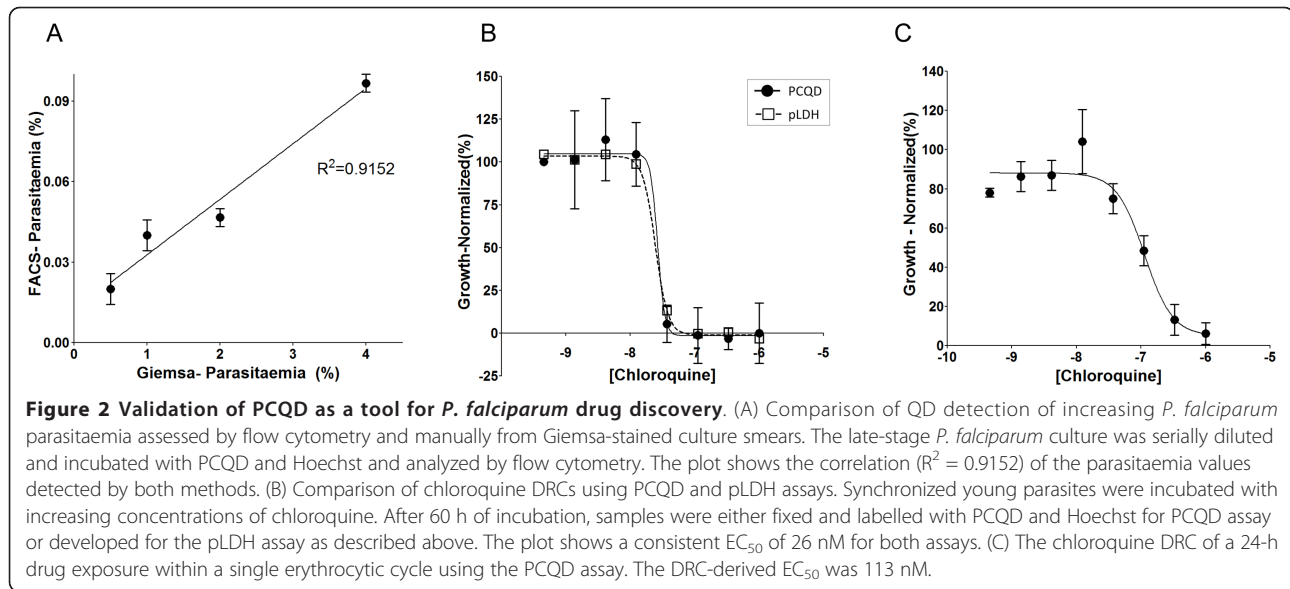 A
B
C
FACS- Parasitaemia (%)
0.09
0.06
0.03
0.00
R²=0.9152
0
1
2
3
4
Giemsa- Parasitaemia (%)
Growth-Normalized(%)
150
125
100
75
50
25
0
-25
PCQD
pLDH
-9
-8
-7
-6
-5
[Chloroquine]
Growth - Normalized(%)
140
120
100
80
60
40
20
0
-10
-9
-8
-7
-6
-5
[Chloroquine]
Figure 2 Validation of PCQD as a tool for P. falciparum drug discovery. (A) Comparison of QD detection of increasing P. falciparum
parasitaemia assessed by flow cytometry and manually from Giemsa-stained culture smears. The late-stage P. falciparum culture was serially diluted
and incubated with PCQD and Hoechst and analyzed by flow cytometry. The plot shows the correlation (R² = 0.9152) of the parasitaemia values
detected by both methods. (B) Comparison of chloroquine DRCs using PCQD and pLDH assays. Synchronized young parasites were incubated with
increasing concentrations of chloroquine. After 60 h of incubation, samples were either fixed and labelled with PCQD and Hoechst for PCQD assay
or developed for the pLDH assay as described above. The plot shows a consistent EC₅₀ of 26 nM for both assays. (C) The chloroquine DRC of a 24-h
drug exposure within a single erythrocytic cycle using the PCQD assay. The DRC-derived EC₅₀ was 113 nM.